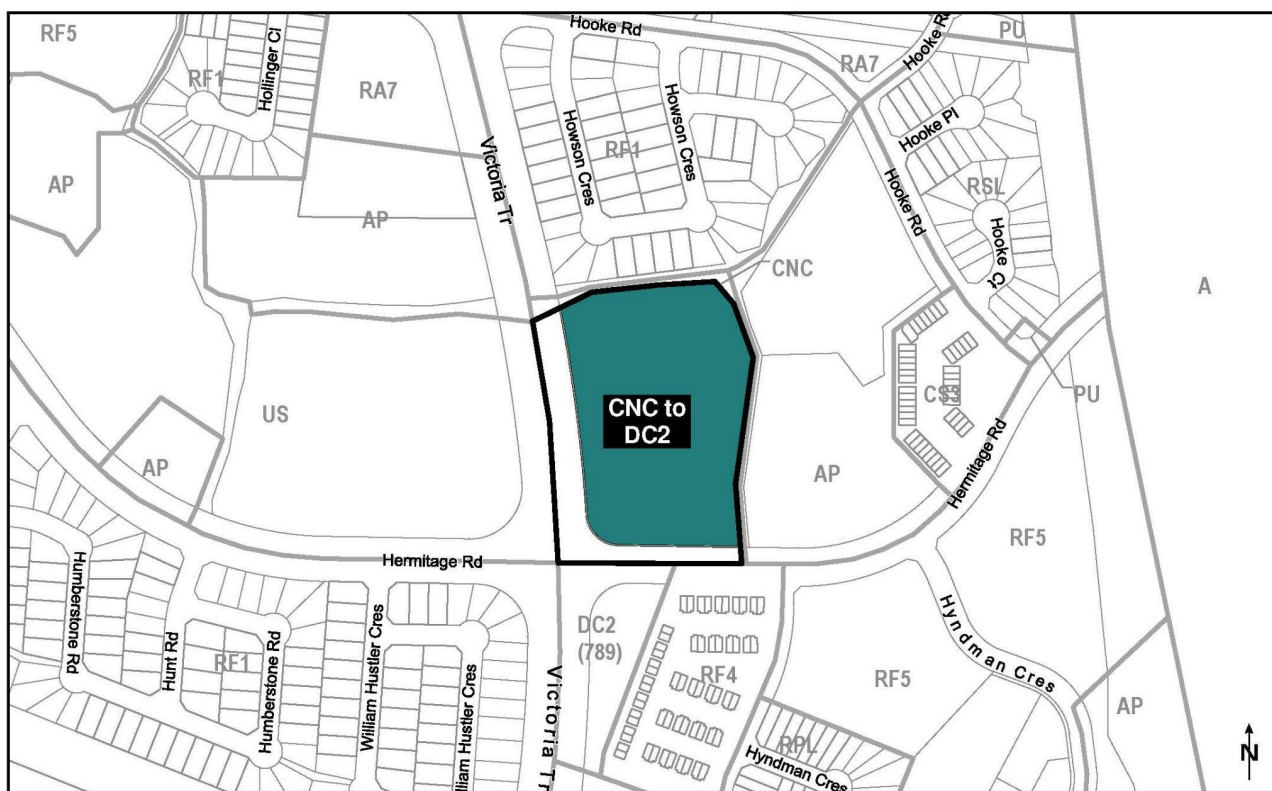 Hooke Rd
Hooke Rd
PU
RF5
Hollinger Cl
RF1
RA7
RA7
Hooke Rd
Victoria Tr
Howson Cres
RF1
Howson Cres
Hooke Pl
AP
RSL
AP
Hooke Rd
Hooke Ct
CNC
A
CNC to
DC2
US
CS3
PU
AP
AP
Hermitage Rd
Hermitage Rd
RF5
Humberstone Rd
Hunt Rd
RF1
Humberstone Rd
William Hustler Cres
William Hustler Cres
DC2
(789)
Victoria Tr
RF4
RF5
Hyndman Cres
AP
RPL
Hyndman Cres
N